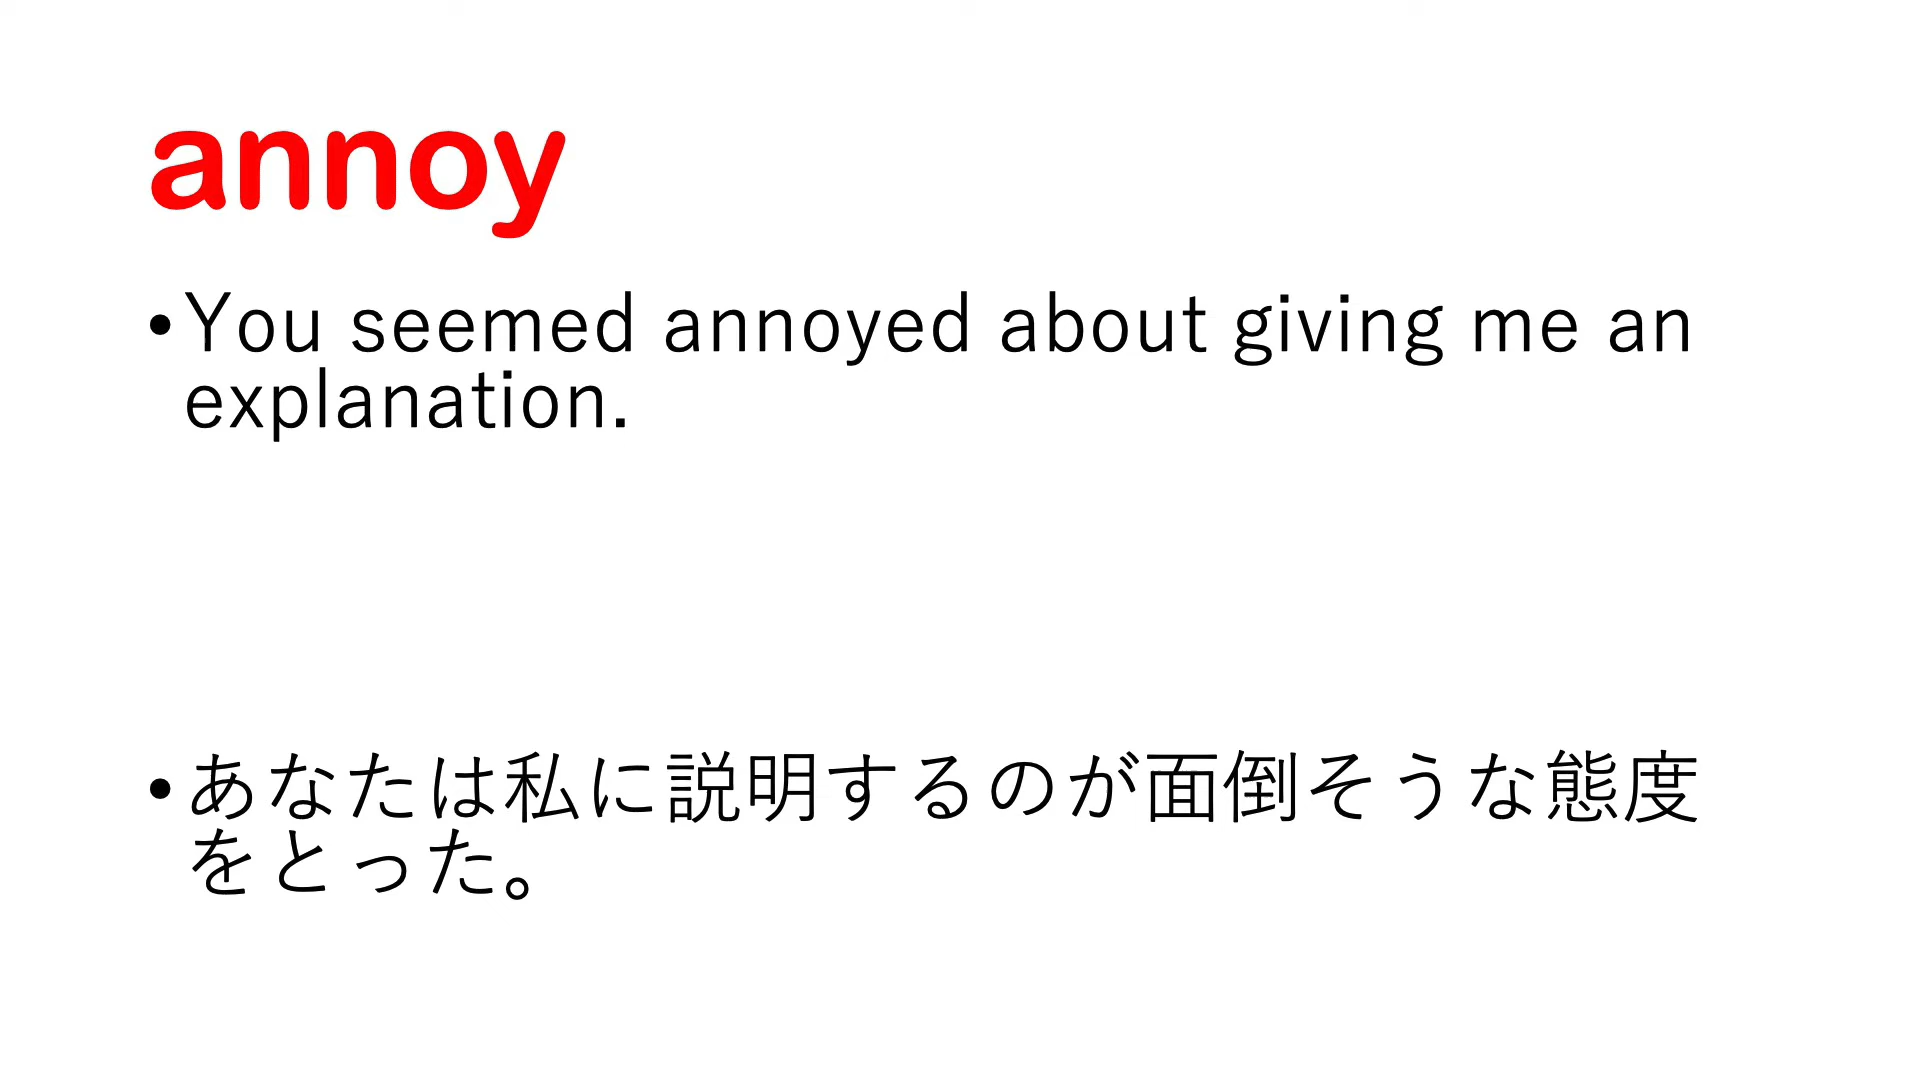 annoy
•You seemed annoyed about giving me an
explanation.
•あなたは私に説明するのが面倒そうな態度
をとった。